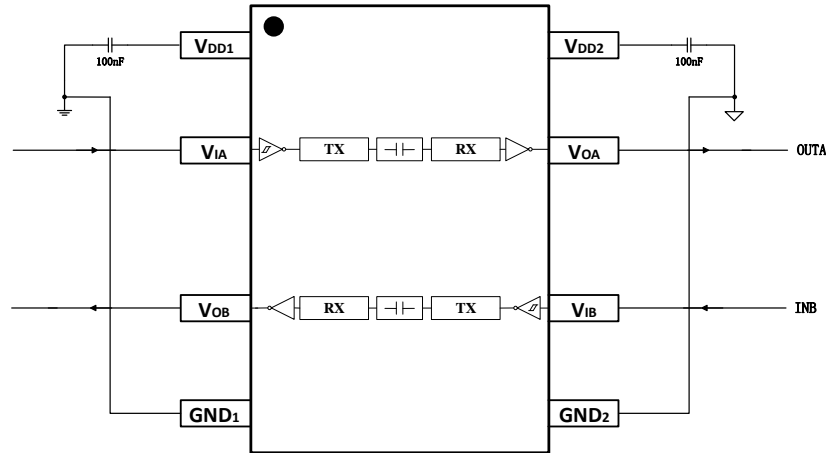 VDD1
VDD2
100nF
100nF
VIA
TX
RX
VOA
OUTA
VOB
RX
TX
VIB
INB
GND1
GND2